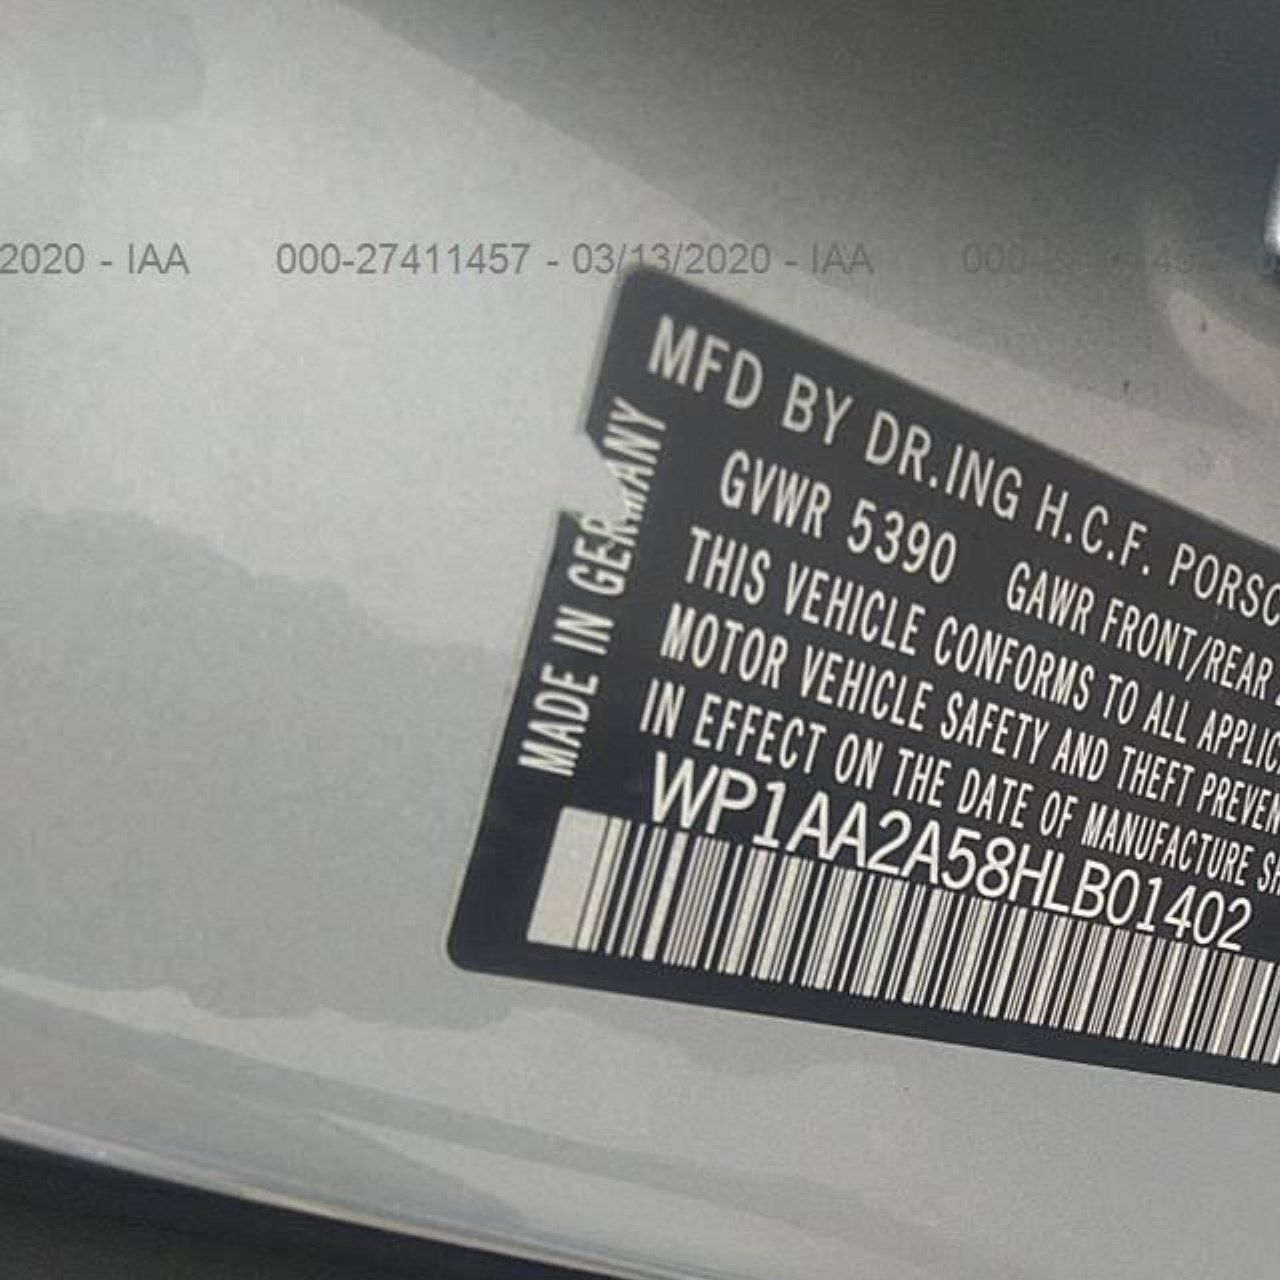 2020 - IAA 000-27411457 - 03/13/2020 - IAA
MFD BY DR.ING H.C.F. PORSC
GVWR 5390 GAWR FRONT/REAR
THIS VEHICLE CONFORMS TO ALL APPLIC
MOTOR VEHICLE SAFETY AND THEFT PREVEN
IN EFFECT ON THE DATE OF MANUFACTURE SH
WP1AA2A58HLB01402
MADE IN GERMANY